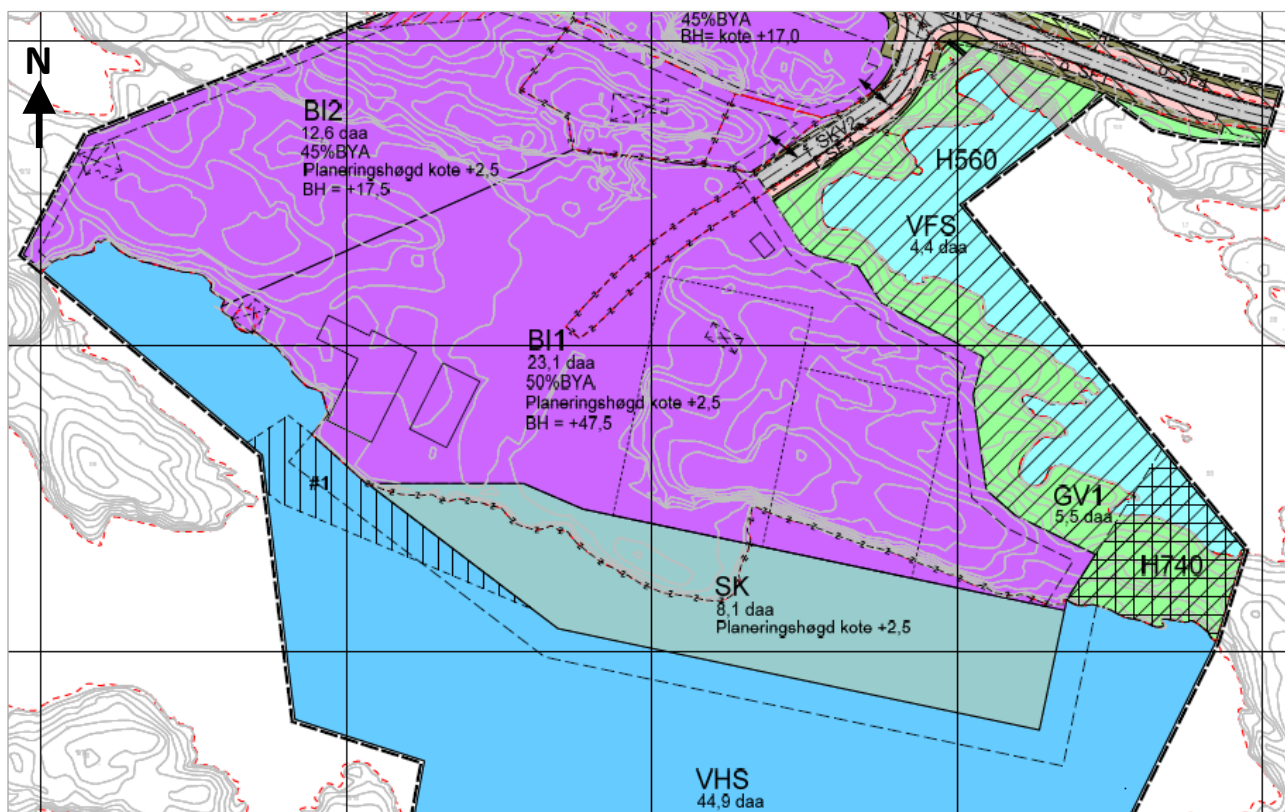 45%BYA
BH= kote +17,0
N
BI2
12,6 daa
45%BYA
Planeringshøgd kote +2,5
BH = +17,5
SKV2
H560
VFS
4,4 daa
BI1
23,1 daa
50%BYA
Planeringshøgd kote +2,5
BH = +47,5
#1
GV1
5,5 daa
H740
SK
8,1 daa
Planeringshøgd kote +2,5
VHS
44,9 daa